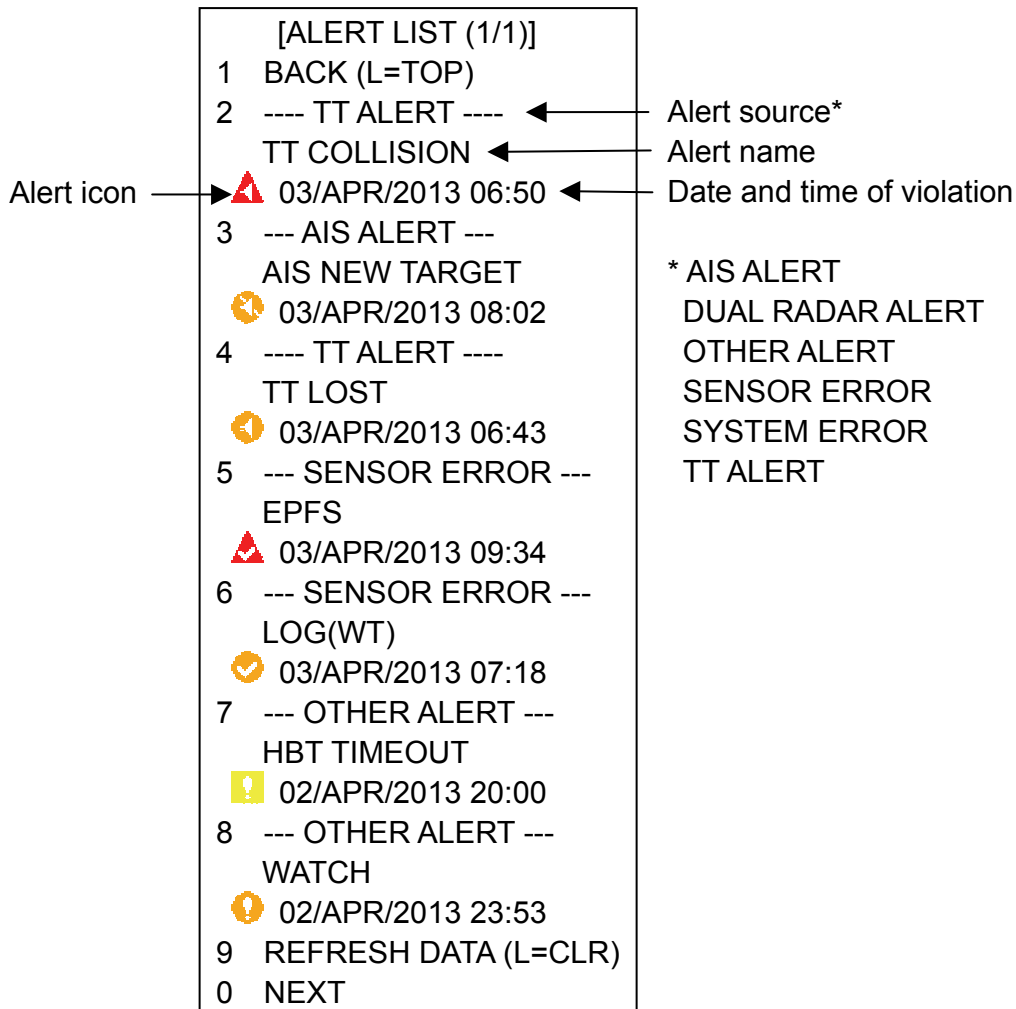 [ALERT LIST (1/1)]
1 BACK (L=TOP)
2 ---- TT ALERT ----
TT COLLISION
03/APR/2013 06:50
3 --- AIS ALERT ---
AIS NEW TARGET
03/APR/2013 08:02
4 ---- TT ALERT ----
TT LOST
03/APR/2013 06:43
5 --- SENSOR ERROR ---
EPFS
03/APR/2013 09:34
6 --- SENSOR ERROR ---
LOG(WT)
03/APR/2013 07:18
7 --- OTHER ALERT ---
HBT TIMEOUT
02/APR/2013 20:00
8 --- OTHER ALERT ---
WATCH
02/APR/2013 23:53
9 REFRESH DATA (L=CLR)
0 NEXT
Alert icon
Alert source*
Alert name
Date and time of violation
* AIS ALERT
DUAL RADAR ALERT
OTHER ALERT
SENSOR ERROR
SYSTEM ERROR
TT ALERT